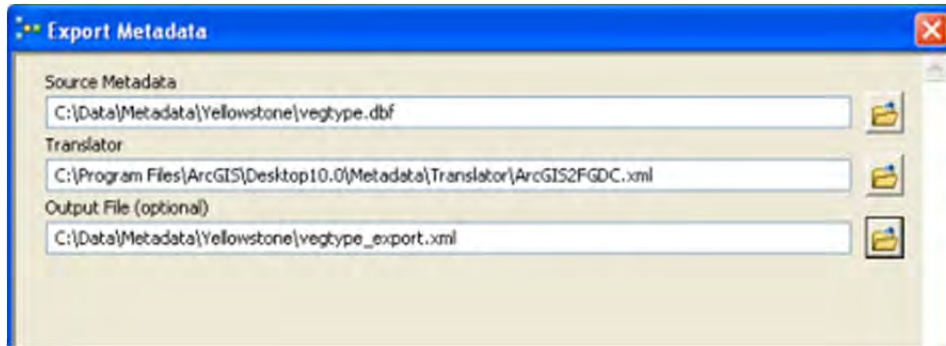 Export Metadata
Source Metadata
C:\Data\Metadata\Yellowstone\vegtype.dbf
Translator
C:\Program Files\ArcGIS\Desktop10.0\Metadata\Translator\ArcGIS2FGDC.xml
Output File (optional)
C:\Data\Metadata\Yellowstone\vegtype_export.xml